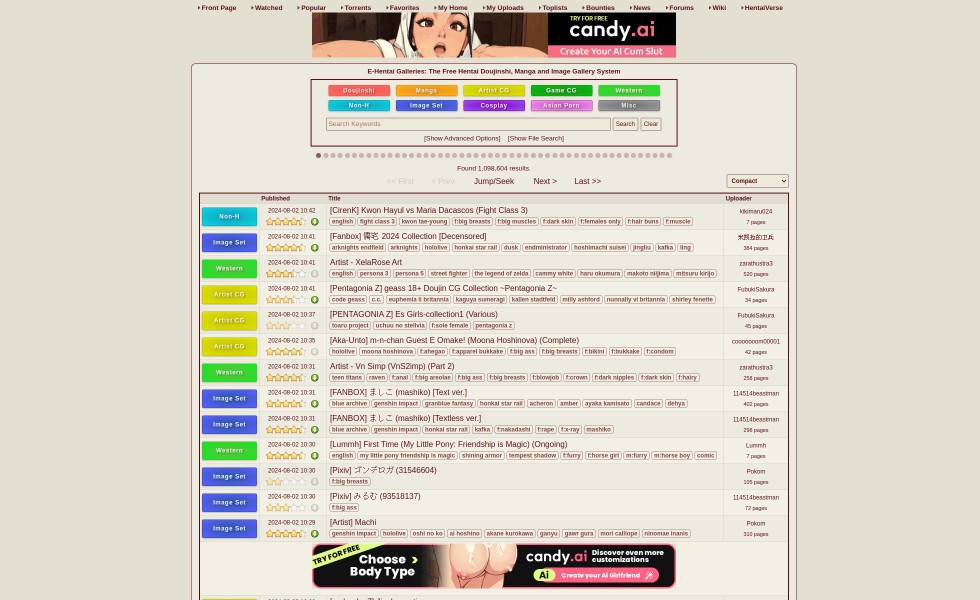 Front Page Watched Popular Torrents Favorites My Home My Uploads Toplists Bounties News Forums Wiki HentaiVerse
TRY FOR FREE
candy.ai
Create Your AI Cum Slut
E-Hentai Galleries: The Free Hentai Doujinshi, Manga and Image Gallery System
Doujinshi Manga Artist CG Game CG Western
Non-H Image Set Cosplay Asian Porn Misc
Search Keywords Search Clear
[Show Advanced Options] [Show File Search]
Found 1,098,604 results.
<< First < Prev Jump/Seek Next > Last >> Compact
Published Title Uploader
Non-H 2024-08-02 10:42 [CirenK] Kwon Hayul vs Maria Dacascos (Fight Class 3) kikimaru024
english fight class 3 kwon tae-young f:big breasts f:big muscles f:dark skin f:females only f:hair buns f:muscle 7 pages
Image Set 2024-08-02 10:41 [Fanbox] 2024 Collection [Decensored]
arknights endfield arknights hololive honkai star rail dusk endministrator hoshimachi suisei jingliu kafka ling 384 pages
Western 2024-08-02 10:41 Artist - XelaRose Art zarathustra3
english persona 3 persona 5 street fighter the legend of zelda cammy white haru okumura makoto niijima mitsuru kirijo 520 pages
Artist CG 2024-08-02 10:41 [Pentagonia Z] geass 18+ Doujin CG Collection ~Pentagonia Z~ FubukiSakura
code geass c.c. euphemia li britannia kaguya sumeragi kallen stadtfeld milly ashford nunnally vi britannia shirley fenette 34 pages
Artist CG 2024-08-02 10:37 [PENTAGONIA Z] Es Girls-collection1 (Various) FubukiSakura
toaru project uchuu no stellvia f:sole female pentagonia z 45 pages
Artist CG 2024-08-02 10:35 [Aka-Unto] m-n-chan Guest E Omake! (Moona Hoshinova) (Complete) cooooooom00001
hololive moona hoshinova f:ahegao f:apparel bukkake f:big ass f:big breasts f:bikini f:bukkake f:condom 42 pages
Western 2024-08-02 10:31 Artist - Vn Simp (VnS2imp) (Part 2) zarathustra3
teen titans raven f:anal f:big areolae f:big ass f:big breasts f:blowjob f:crown f:dark nipples f:dark skin f:hairy 258 pages
Image Set 2024-08-02 10:31 [FANBOX] ましこ (mashiko) [Text ver.] 114514beastman
blue archive genshin impact granblue fantasy honkai star rail acheron amber ayaka kamisato candace dehya 402 pages
Image Set 2024-08-02 10:31 [FANBOX] ましこ (mashiko) [Textless ver.] 114514beastman
blue archive genshin impact honkai star rail kafka f:nakadashi f:rape f:x-ray mashiko 298 pages
Western 2024-08-02 10:30 [Lummh] First Time (My Little Pony: Friendship is Magic) (Ongoing) Lummh
english my little pony friendship is magic shining armor tempest shadow f:furry f:horse girl m:furry m:horse boy comic 7 pages
Image Set 2024-08-02 10:30 [Pixiv] (31546604) Pokom
f:big breasts 105 pages
Image Set 2024-08-02 10:30 [Pixiv] みるむ (93518137) 114514beastman
f:big ass 72 pages
Image Set 2024-08-02 10:29 [Artist] Machi Pokom
genshin impact hololive oshi no ko ai hoshino akane kurokawa ganyu gawr gura mori calliope ninomae inanis 310 pages
TRY FOR FREE
Choose >
Body Type
candy.ai Discover even more
customizations
Ai Create your AI Girlfriend